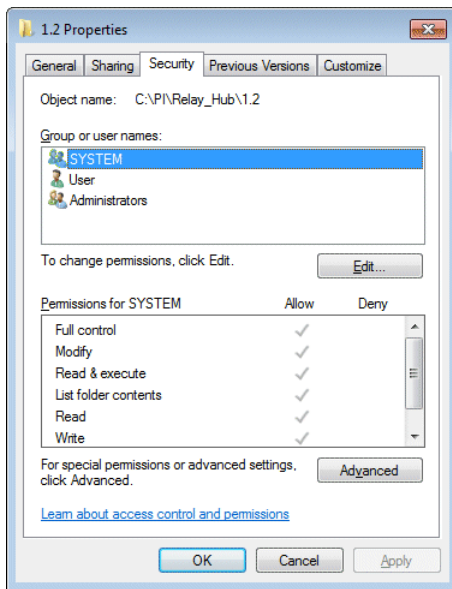 1.2 Properties
General Sharing Security Previous Versions Customize
Object name: C:\PI\Relay_Hub\1.2
Group or user names:
SYSTEM
User
Administrators
To change permissions, click Edit. Edit...
Permissions for SYSTEM Allow Deny
Full control
Modify
Read & execute
List folder contents
Read
Write
For special permissions or advanced settings, click Advanced. Advanced
Learn about access control and permissions
OK Cancel Apply